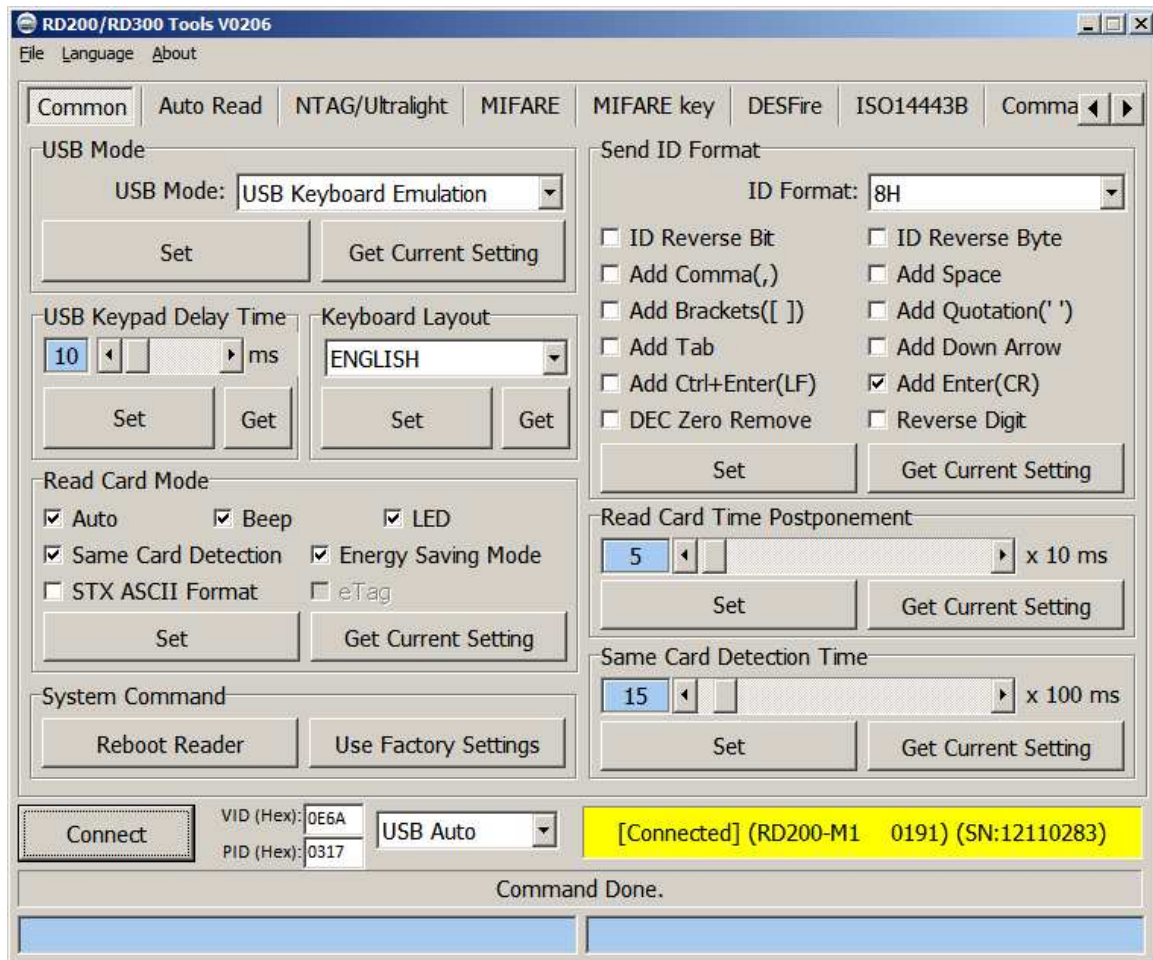 RD200/RD300 Tools V0206
File Language About
Common Auto Read NTAG/Ultralight MIFARE MIFARE key DESFire ISO14443B Comma
USB Mode
USB Mode: USB Keyboard Emulation
Set Get Current Setting
USB Keypad Delay Time
10 ms
Set Get
Keyboard Layout
ENGLISH
Set Get
Read Card Mode
Auto Beep LED
Same Card Detection Energy Saving Mode
STX ASCII Format eTag
Set Get Current Setting
System Command
Reboot Reader Use Factory Settings
Send ID Format
ID Format: 8H
ID Reverse Bit ID Reverse Byte
Add Comma(,) Add Space
Add Brackets([ ]) Add Quotation(' ')
Add Tab Add Down Arrow
Add Ctrl+Enter(LF) Add Enter(CR)
DEC Zero Remove Reverse Digit
Set Get Current Setting
Read Card Time Postponement
5 x 10 ms
Set Get Current Setting
Same Card Detection Time
15 x 100 ms
Set Get Current Setting
Connect
VID (Hex): 0E6A
PID (Hex): 0317
USB Auto
[Connected] (RD200-M1 0191) (SN:12110283)
Command Done.